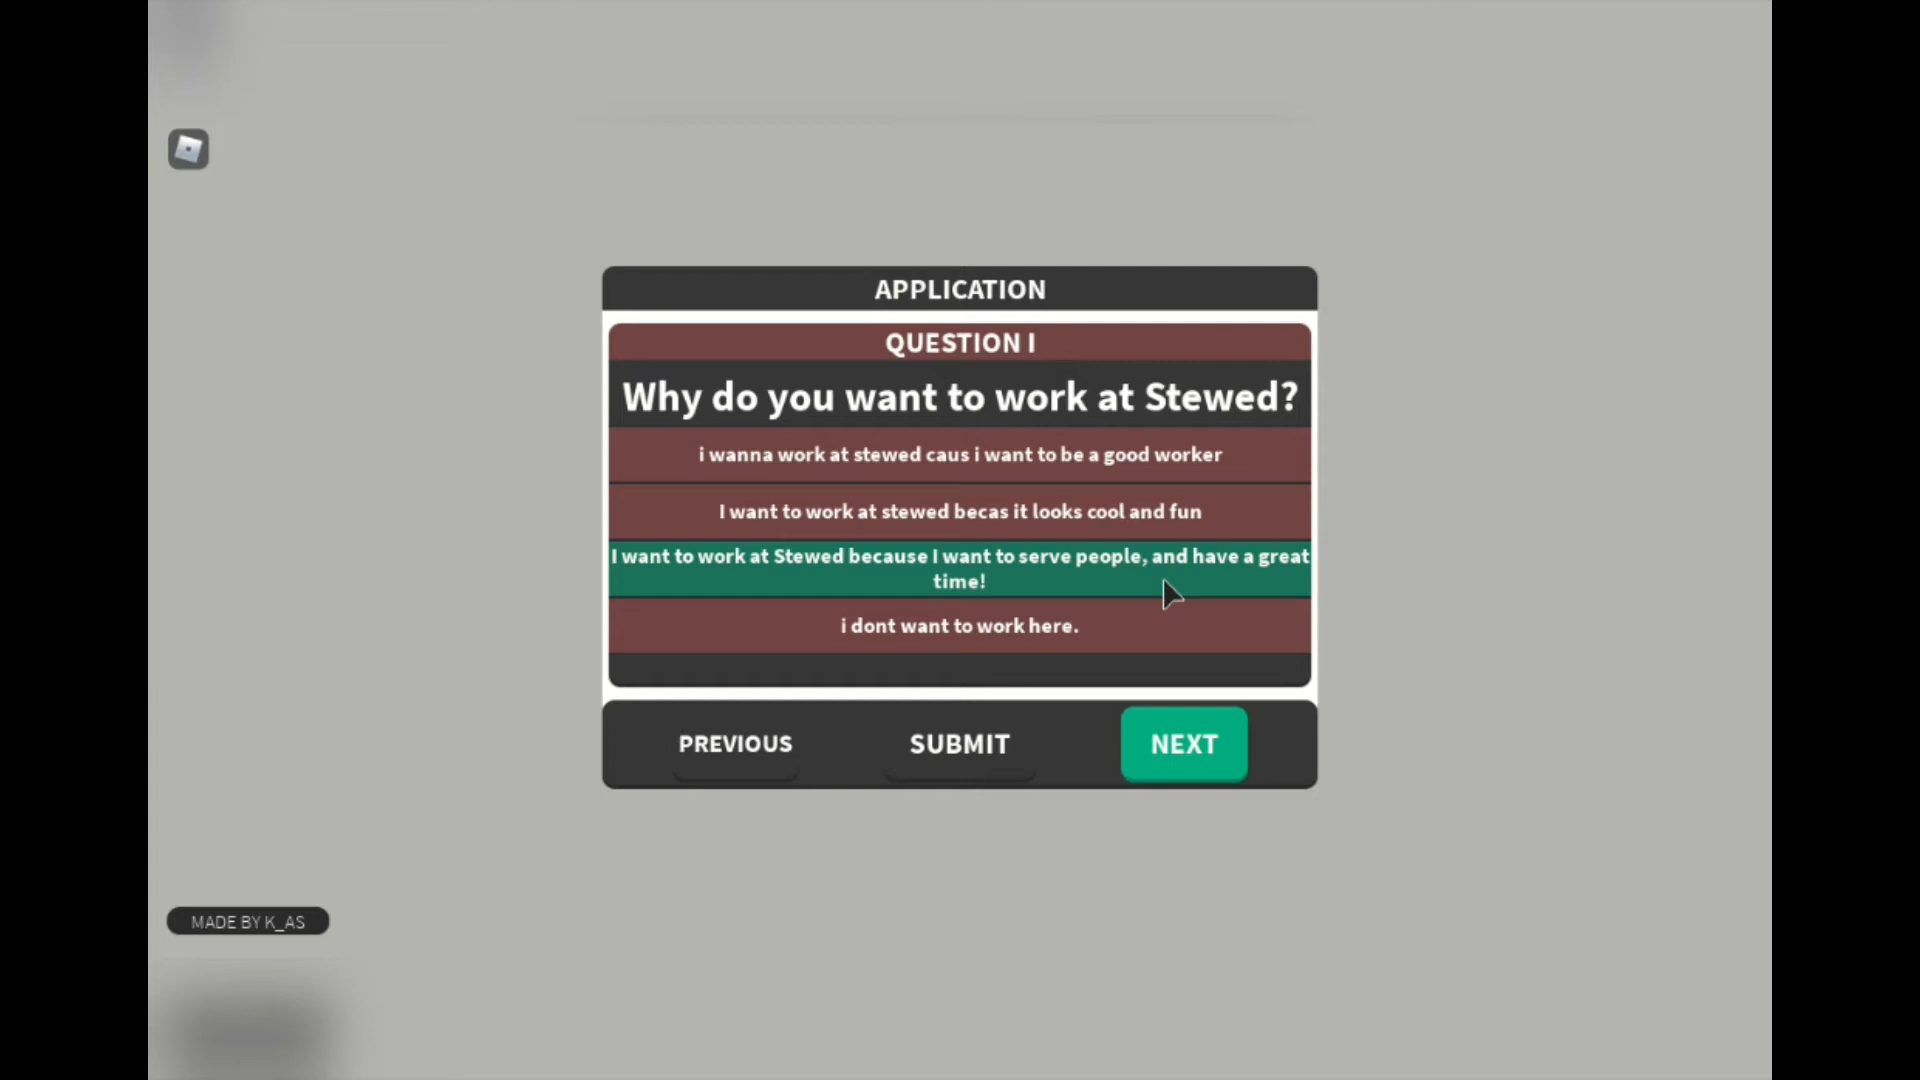 APPLICATION
QUESTION I
Why do you want to work at Stewed?
i wanna work at stewed caus i want to be a good worker
I want to work at stewed becas it looks cool and fun
I want to work at Stewed because I want to serve people, and have a great
time!
i dont want to work here.
PREVIOUS
SUBMIT
NEXT
MADE BY K_AS